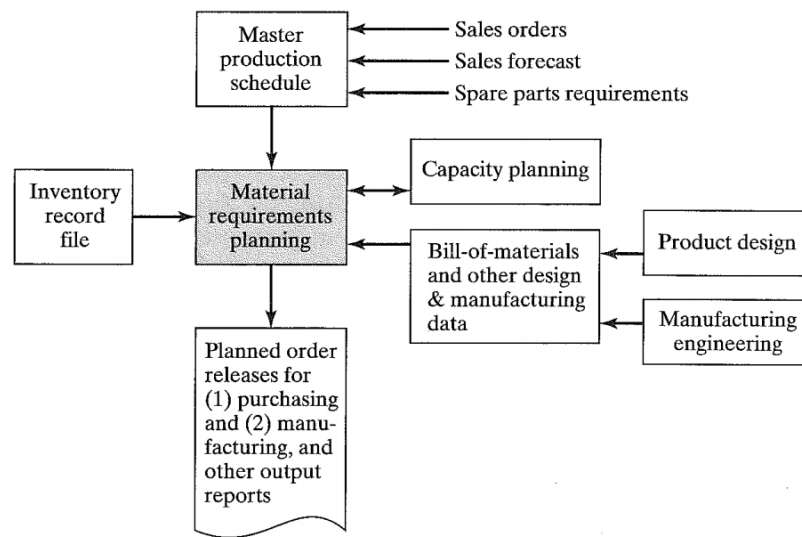 Master
production
schedule
Sales orders
Sales forecast
Spare parts requirements
Inventory
record
file
Material
requirements
planning
Capacity planning
Bill-of-materials
and other design
& manufacturing
data
Product design
Manufacturing
engineering
Planned order
releases for
(1) purchasing
and (2) manu-
facturing, and
other output
reports